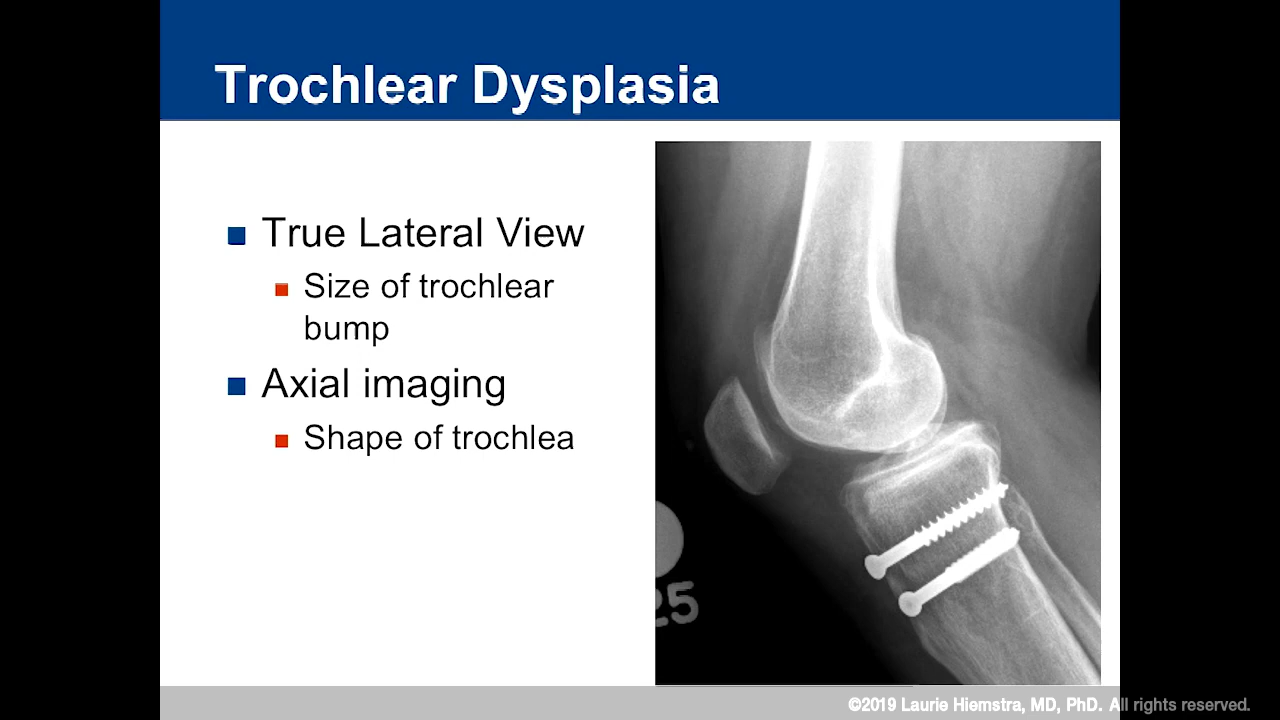 Trochlear Dysplasia
True Lateral View
Size of trochlear
bump
Axial imaging
Shape of trochlea
25
©2019 Laurie Hiemstra, MD, PhD. All rights reserved.